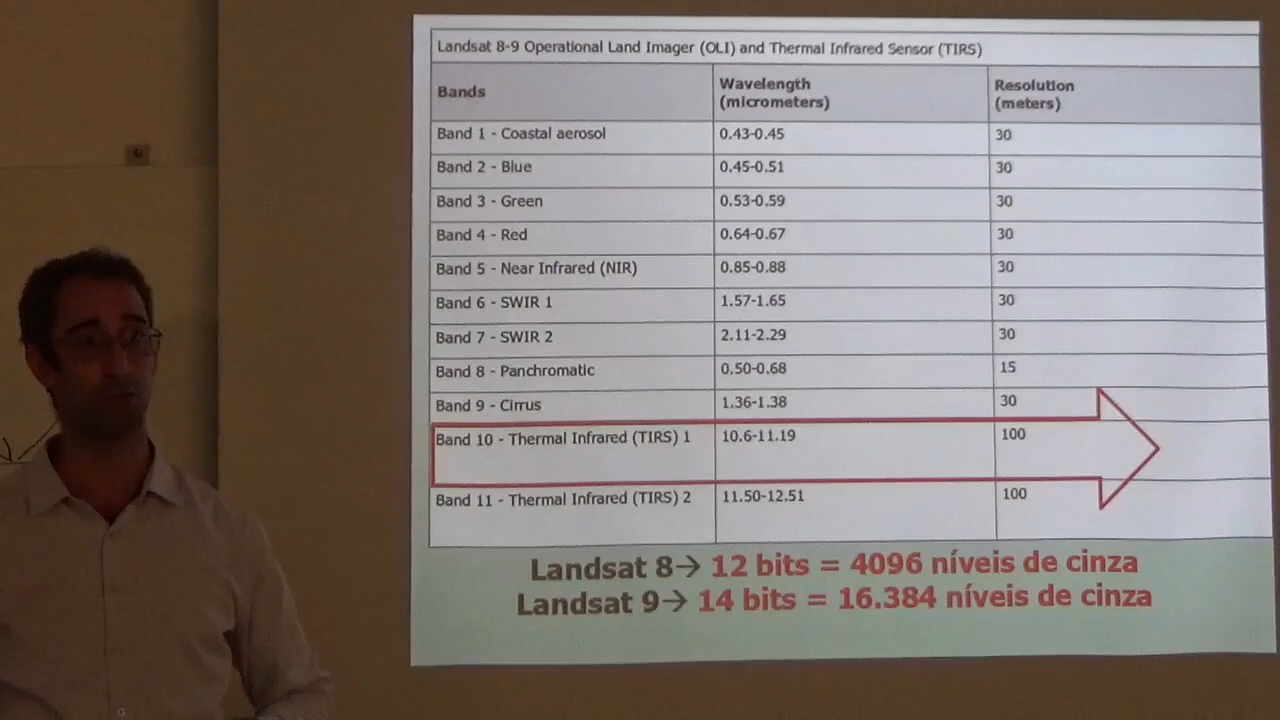 Landsat 8-9 Operational Land Imager (OLI) and Thermal Infrared Sensor (TIRS)
Bands Wavelength (micrometers) Resolution (meters)
Band 1 - Coastal aerosol 0.43-0.45 30
Band 2 - Blue 0.45-0.51 30
Band 3 - Green 0.53-0.59 30
Band 4 - Red 0.64-0.67 30
Band 5 - Near Infrared (NIR) 0.85-0.88 30
Band 6 - SWIR 1 1.57-1.65 30
Band 7 - SWIR 2 2.11-2.29 30
Band 8 - Panchromatic 0.50-0.68 15
Band 9 - Cirrus 1.36-1.38 30
Band 10 - Thermal Infrared (TIRS) 1 10.6-11.19 100
Band 11 - Thermal Infrared (TIRS) 2 11.50-12.51 100
Landsat 8→ 12 bits = 4096 níveis de cinza
Landsat 9→ 14 bits = 16.384 níveis de cinza